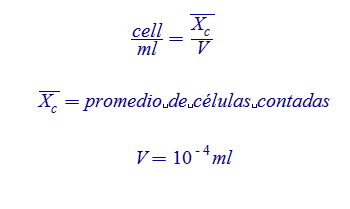 cell/ml = X̅c/V
X̅c = promedio␣de␣células␣contadas
V = 10⁻⁴ ml